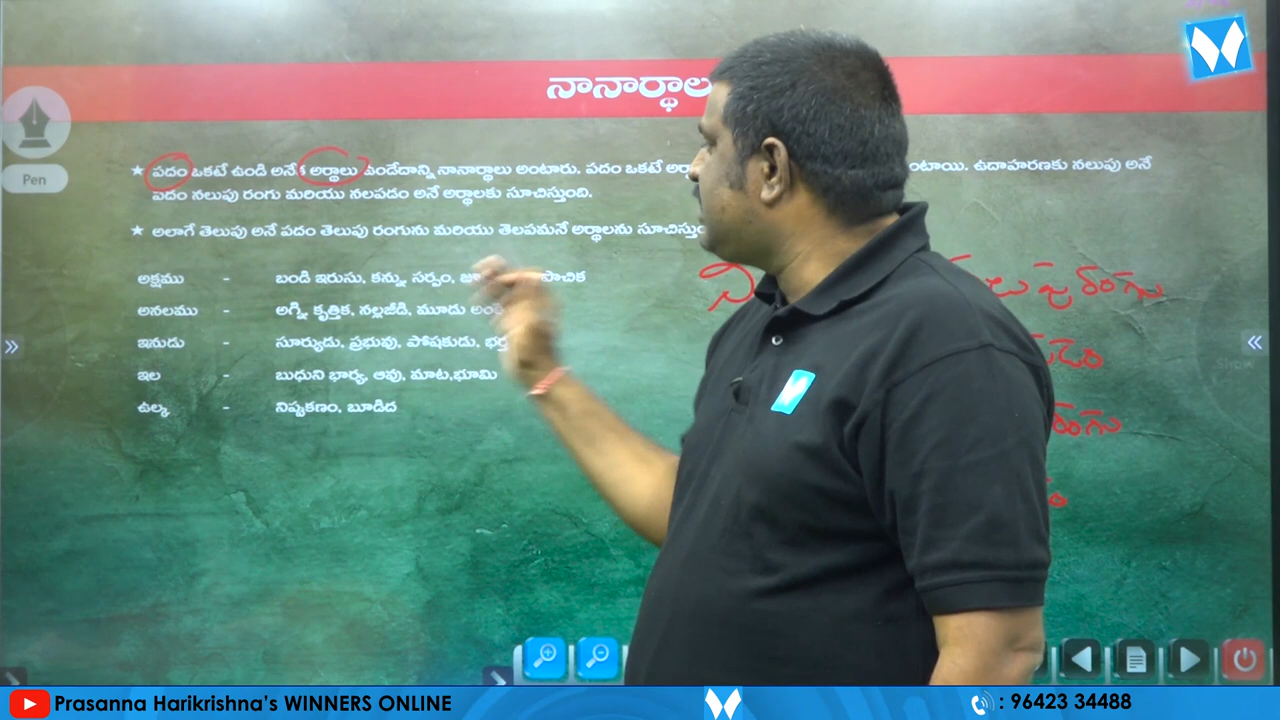 నానార్థాల
Pen
★ పదం ఒకటే ఉండి అనేక అర్థాలు ఉండేదాన్ని నానార్థాలు అంటారు. పదం ఒకటే ంటాయి. ఉదాహరణకు నలుపు అనే
పదం నలుపు రంగు మరియు నలపదం అనే అర్థాలకు సూచిస్తుంది.
★ అలాగే తెలుపు అనే పదం తెలుపు రంగును మరియు తెలపమనే అర్థాలను
అక్షము - బండి ఇరుసు, కన్ను, సర్పం, పాచిక
అనలము - అగ్ని, కృత్తిక, నల్లజీడి, మూడు
ఇనుడు - సూర్యుడు, ప్రభువు, పోషకుడు, భర్త
ఇల - బుధుని భార్య, ఆవు, మాట,భూమి
ఉల్క - నిప్పుకణం, బూడిద
Prasanna Harikrishna's WINNERS ONLINE
: 96423 34488